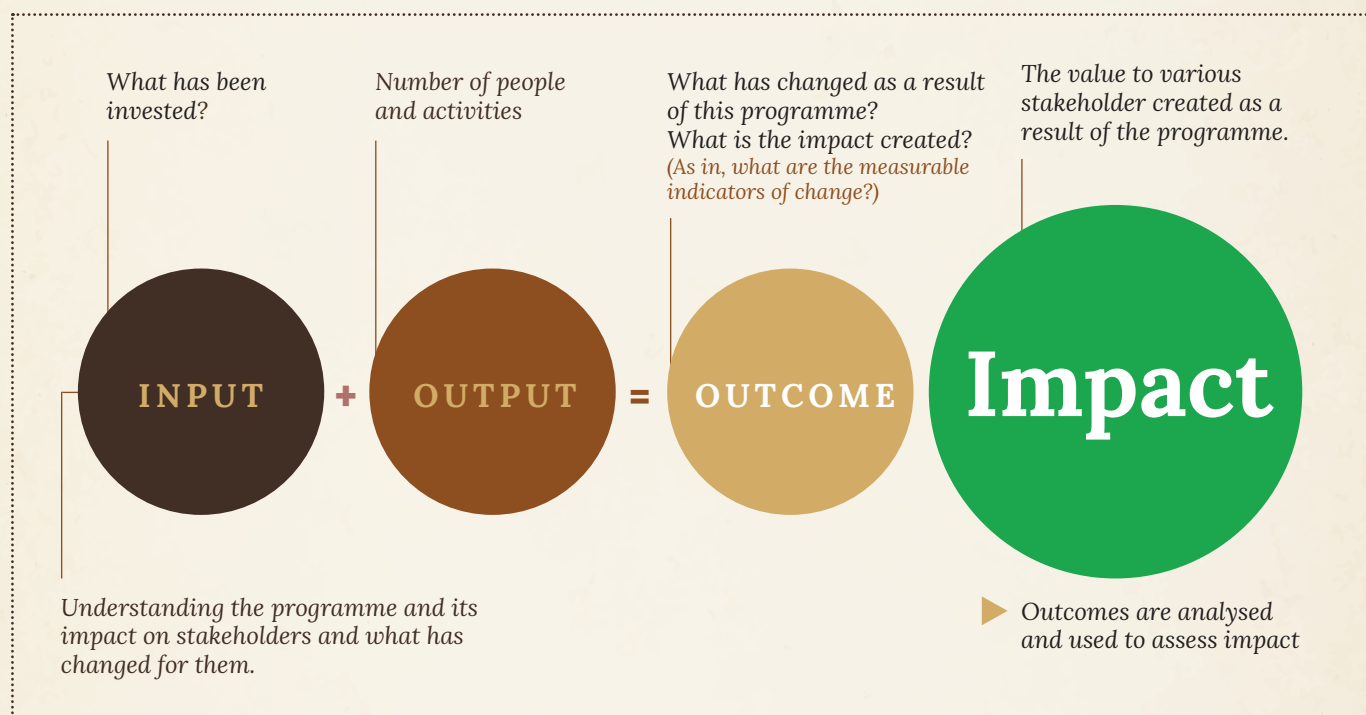 What has been
invested?
Number of people
and activities
What has changed as a result
of this programme?
What is the impact created?
(As in, what are the measurable
indicators of change?)
The value to various
stakeholder created as a
result of the programme.
INPUT
+
OUTPUT
=
OUTCOME
Impact
Understanding the programme and its
impact on stakeholders and what has
changed for them.
Outcomes are analysed
and used to assess impact